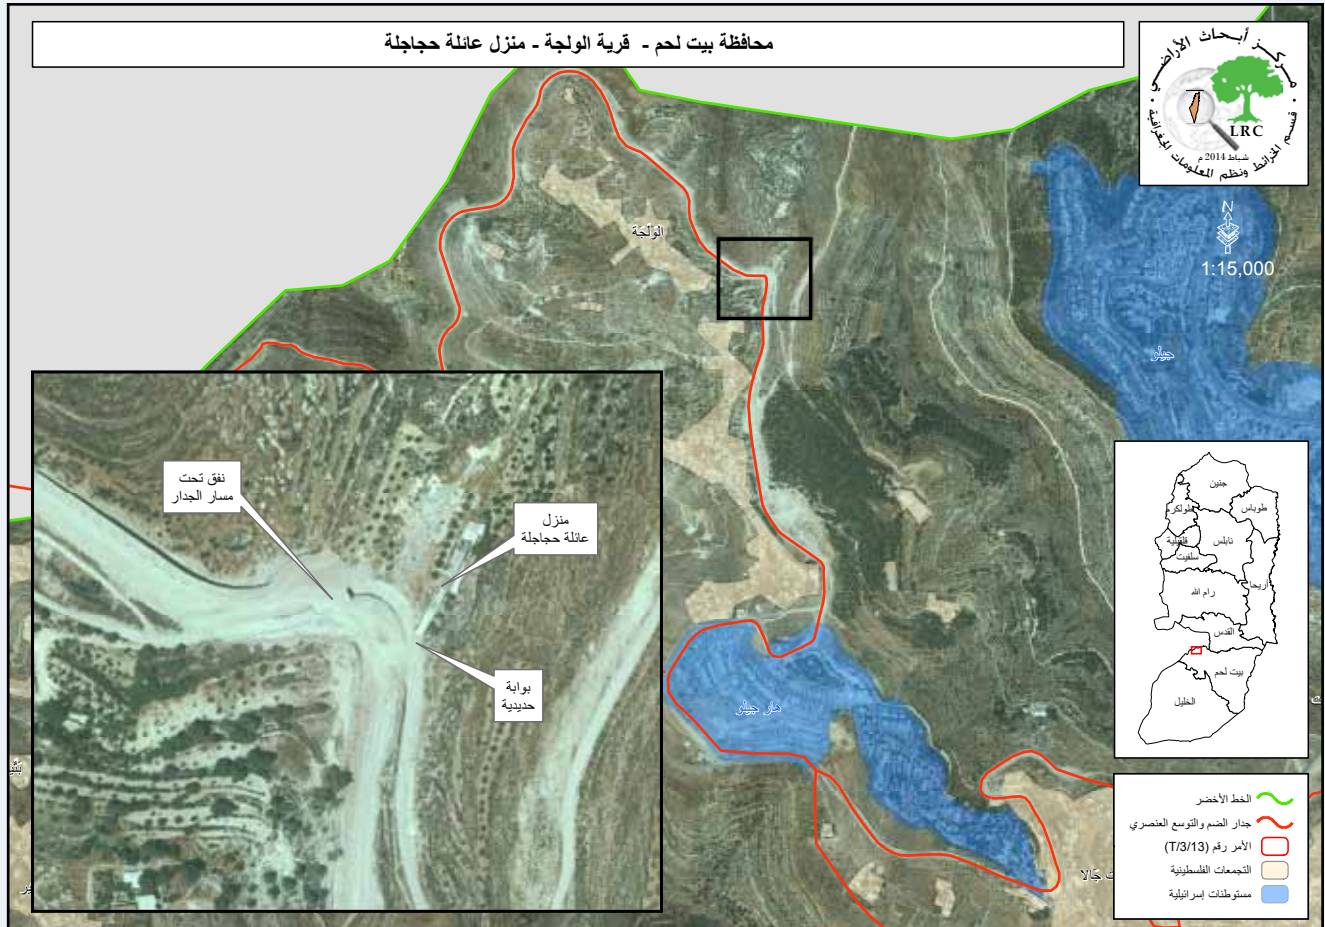 محافظة بيت لحم - قرية الولجة - منزل عائلة حجاجلة
مركز أبحاث الأراضي
LRC
شباط 2014 م
قسم الخرائط ونظم المعلومات الجغرافية
N
1:15,000
الولجة
جيلو
نفق تحت
مسار الجدار
منزل
عائلة حجاجلة
بوابة
حديدية
هار جيلو
جنين
طولكرم
طوباس
قلقيلية
نابلس
سلفيت
أريحا
رام الله
القدس
بيت لحم
الخليل
الخط الأخضر
جدار الضم والتوسع العنصري
الأمر رقم (T/3/13)
التجمعات الفلسطينية
مستوطنات إسرائيلية
جالا